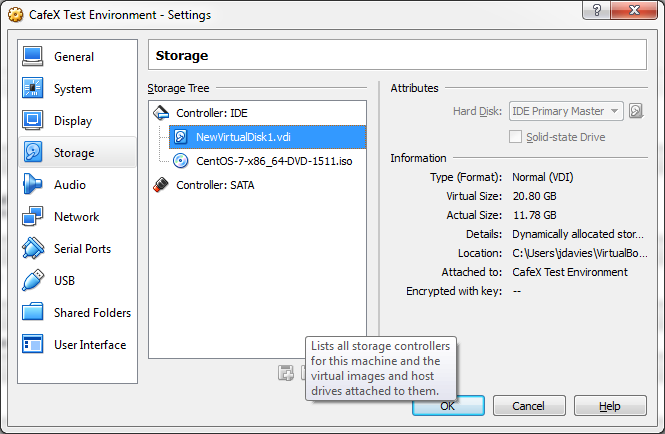 CafeX Test Environment - Settings
General
System
Display
Storage
Audio
Network
Serial Ports
USB
Shared Folders
User Interface
Storage
Storage Tree
Controller: IDE
NewVirtualDisk1.vdi
CentOS-7-x86_64-DVD-1511.iso
Controller: SATA
Attributes
Hard Disk: IDE Primary Master
Solid-state Drive
Information
Type (Format): Normal (VDI)
Virtual Size: 20.80 GB
Actual Size: 11.78 GB
Details: Dynamically allocated stor...
Location: C:\Users\jdavies\VirtualBo...
Attached to: CafeX Test Environment
Encrypted with key: --
Lists all storage controllers
for this machine and the
virtual images and host
drives attached to them.
OK
Cancel
Help